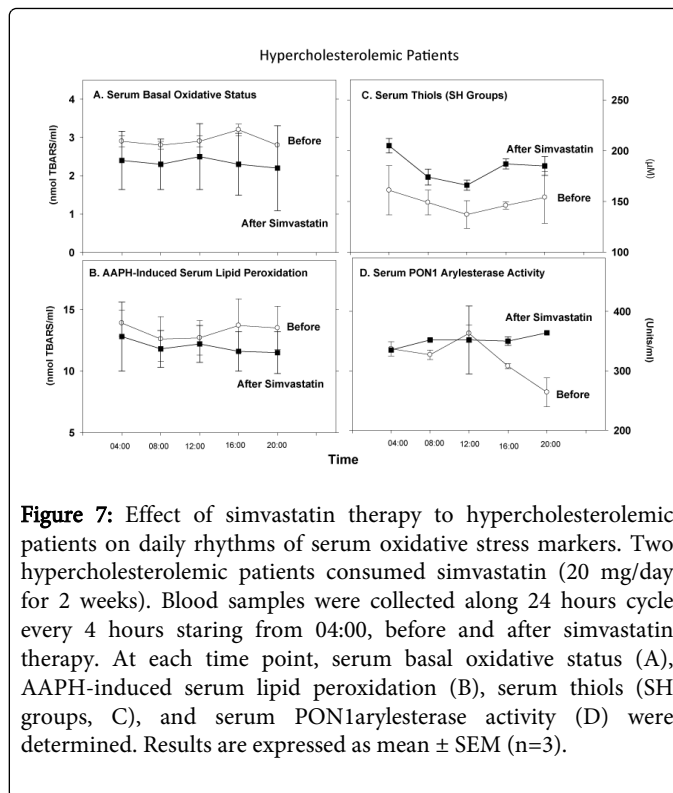 Hypercholesterolemic Patients
A. Serum Basal Oxidative Status
4
3
2
1
0
(nmol TBARS/ml)
Before
After Simvastatin
C. Serum Thiols (SH Groups)
250
200
150
100
(µM)
After Simvastatin
Before
B. AAPH-Induced Serum Lipid Peroxidation
15
10
5
(nmol TBARS/ml)
Before
After Simvastatin
04:00 08:00 12:00 16:00 20:00
D. Serum PON1 Arylesterase Activity
400
300
200
(Units/ml)
After Simvastatin
Before
04:00 08:00 12:00 16:00 20:00
Time
Figure 7: Effect of simvastatin therapy to hypercholesterolemic
patients on daily rhythms of serum oxidative stress markers. Two
hypercholesterolemic patients consumed simvastatin (20 mg/day
for 2 weeks). Blood samples were collected along 24 hours cycle
every 4 hours staring from 04:00, before and after simvastatin
therapy. At each time point, serum basal oxidative status (A),
AAPH-induced serum lipid peroxidation (B), serum thiols (SH
groups, C), and serum PON1arylesterase activity (D) were
determined. Results are expressed as mean ± SEM (n=3).